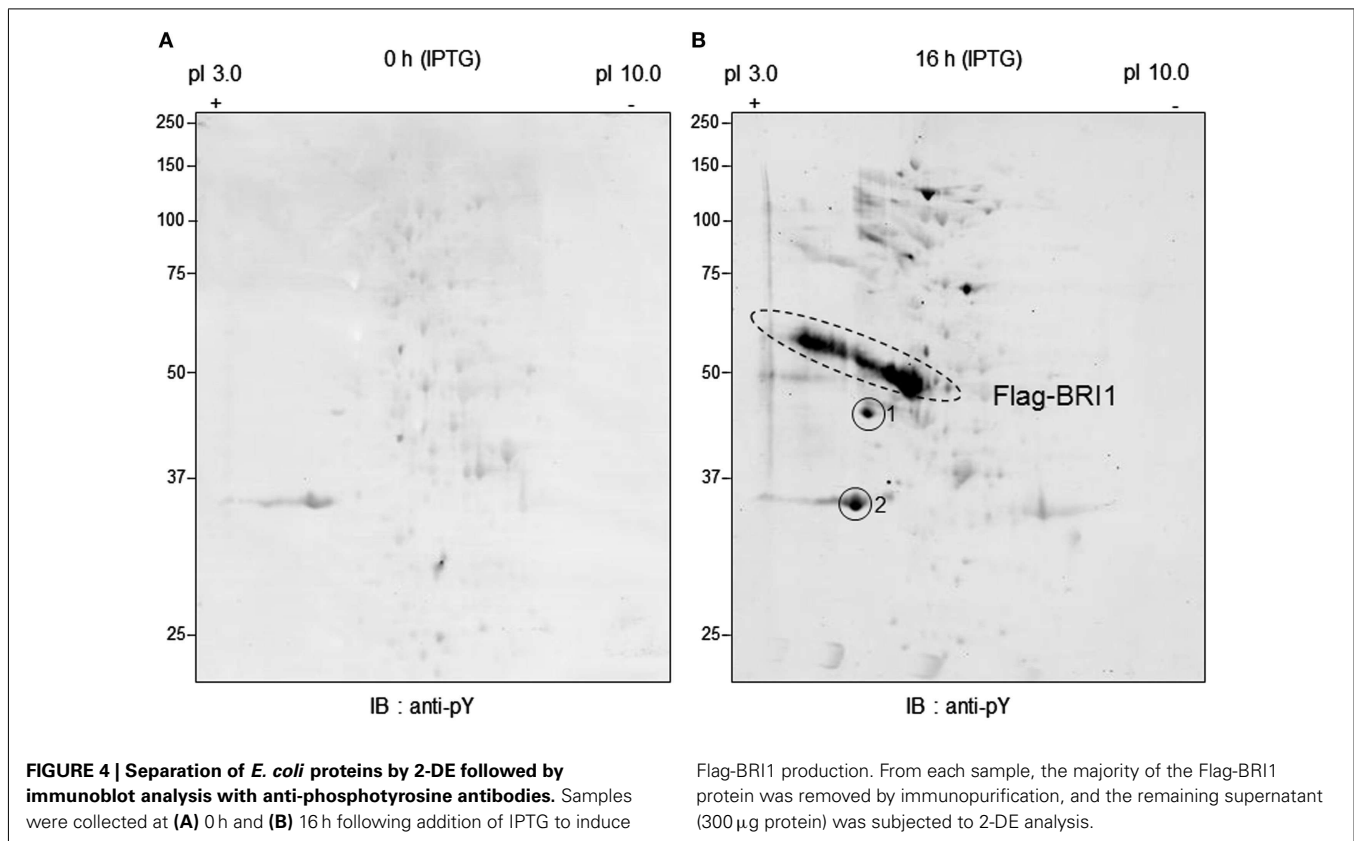 A
0 h (IPTG)
pI 3.0
pI 10.0
+
-
250
150
100
75
50
37
25
IB : anti-pY
B
16 h (IPTG)
pI 3.0
pI 10.0
+
-
250
150
100
75
50
37
25
Flag-BRI1
1
2
IB : anti-pY
FIGURE 4 | Separation of E. coli proteins by 2-DE followed by
immunoblot analysis with anti-phosphotyrosine antibodies. Samples
were collected at (A) 0 h and (B) 16 h following addition of IPTG to induce
Flag-BRI1 production. From each sample, the majority of the Flag-BRI1
protein was removed by immunopurification, and the remaining supernatant
(300 μg protein) was subjected to 2-DE analysis.